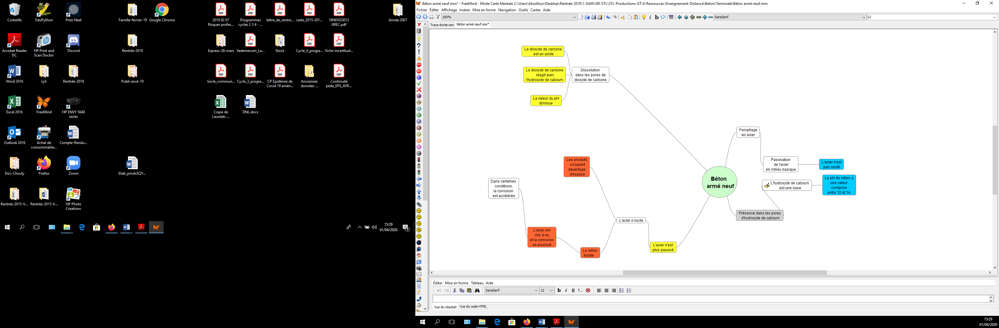 Corbeille
EduPython
Prezi Next
Famille-février-19
Google Chrome
2019 02 07
Risques profes...
Programmes
cycles 2 3 4 - ...
lettre_de_rentre...
carte_2015-201...
19NDGS3013
JIREC.pdf
Année 2007
Acrobat Reader
DC
HP Print and
Scan Doctor
Discord
Rentrée-2019
Express-28-mars
Vademecum_La...
Stock
Cycle_4_progra...
fiche-incertitud...
Word 2016
Lyli
Rentrée-2018
Publi-aout-19
Socle_commun...
Cycle_3_progra...
CP Epidémie de
Covid 19 amén...
Anciennes
données ...
Continuité
péda_EPS_AYR...
Excel 2016
FreeMind
HP ENVY 5640
series
Copie de
Lauréats ...
DNL.docx
Outlook 2016
Achat de
consommable...
Compte-Rendu...
Doc-Chouly
Firefox
Zoom
Etab_privésSQY...
Rentrée-2015-V...
Rentrée-2015-V...
HP Photo
Creations
15:29
01/04/2020
1
Béton armé neuf.mm* - FreeMind - Mode Carte Mentale C:\Users\blissillour\Desktop\Rentrée-2019\1-GdW\GR-STL\STL-Productions-GT\6-Ressources-Enseignement-Distance\Beton\Terminale\Béton armé neuf.mm
Fichier Éditer Affichage Insérer Mise en forme Navigation Outils Cartes Aide
100%
SansSerif
12
Trace écrite.mm
Béton armé neuf.mm*
Le dioxyde de carbone
est un acide
Le dioxyde de carbone
réagit avec
l'hydroxyde de calcium
La valeur du pH
diminue
Dissolution
dans les pores de
dioxyde de carbone
Ferraillage
en acier
Passivation
de l'acier
en milieu basique
L'acier n'est
pas oxydé
Béton
armé neuf
L'hydroxyde de calcium
est une base
Le pH du béton a
une valeur
comprise
entre 12 et 14
Présence dans les pores
d'hydroxyde de calcium
Les produits
occupent
davantage
d'espace
Dans certaines
conditions,
la corrosion
est accélérée
L'acier s'oxyde
L'acier est
mis à nu
et la corrosion
se poursuit
Le béton
éclate
L'acier n'est
plus passivé
Éditer Mise en forme Tableau Aide
SansSerif
12
b i U f...
Vue du résultat
Vue du code HTML
15:29
01/04/2020